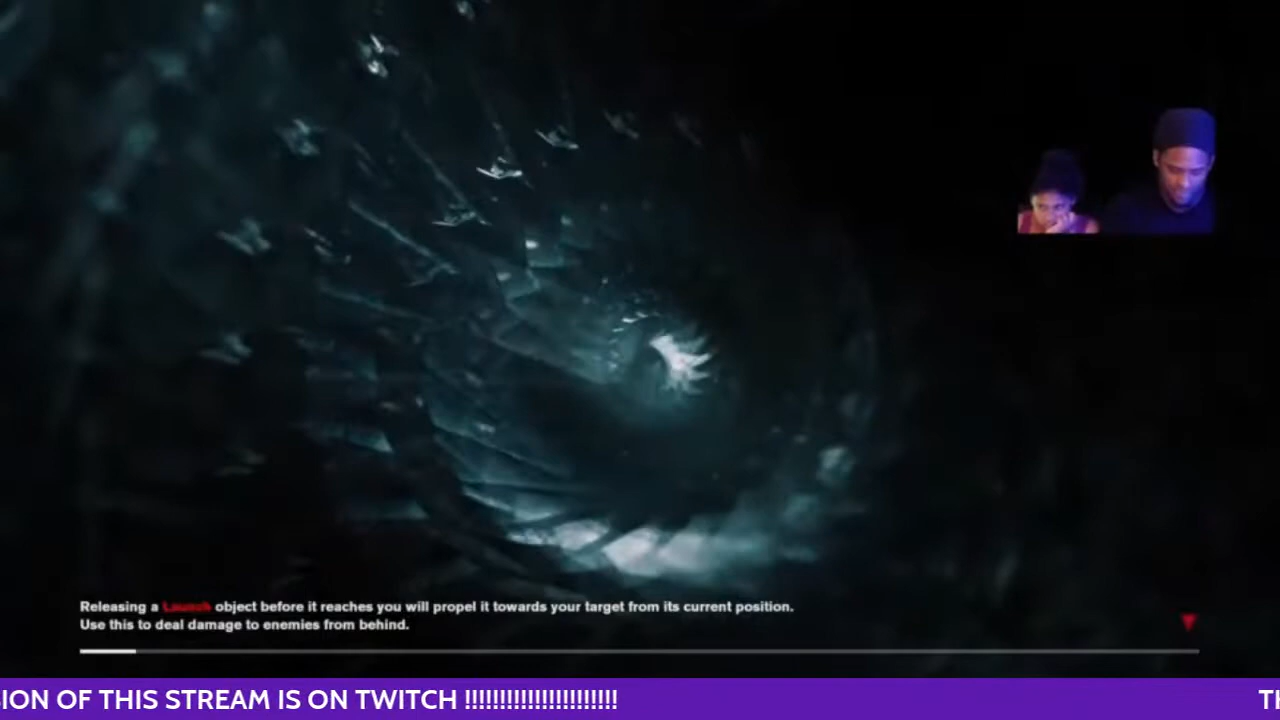 Releasing a Launch object before it reaches you will propel it towards your target from its current position.
Use this to deal damage to enemies from behind.
SION OF THIS STREAM IS ON TWITCH !!!!!!!!!!!!!!!!!!!!!!